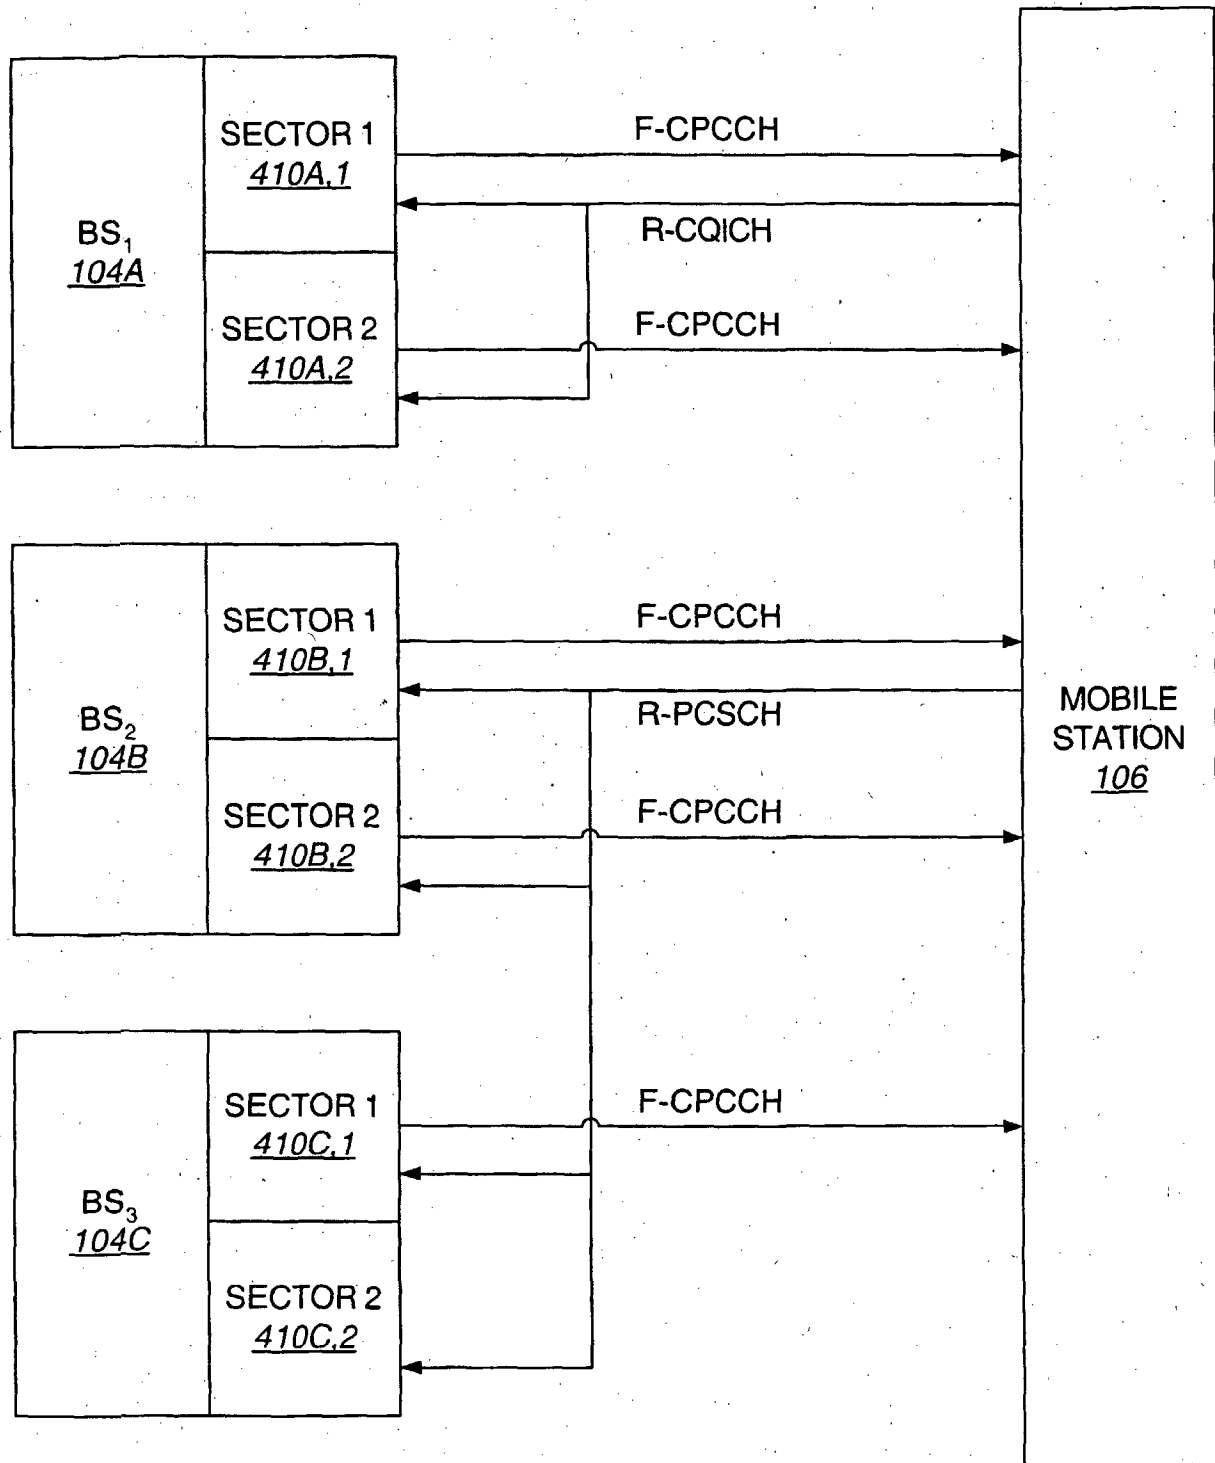 SECTOR 1
410A,1
F-CPCCH
R-CQICH
BS1
104A
SECTOR 2
410A,2
F-CPCCH
SECTOR 1
410B,1
F-CPCCH
R-PCSCH
BS2
104B
SECTOR 2
410B,2
F-CPCCH
MOBILE
STATION
106
SECTOR 1
410C,1
F-CPCCH
BS3
104C
SECTOR 2
410C,2